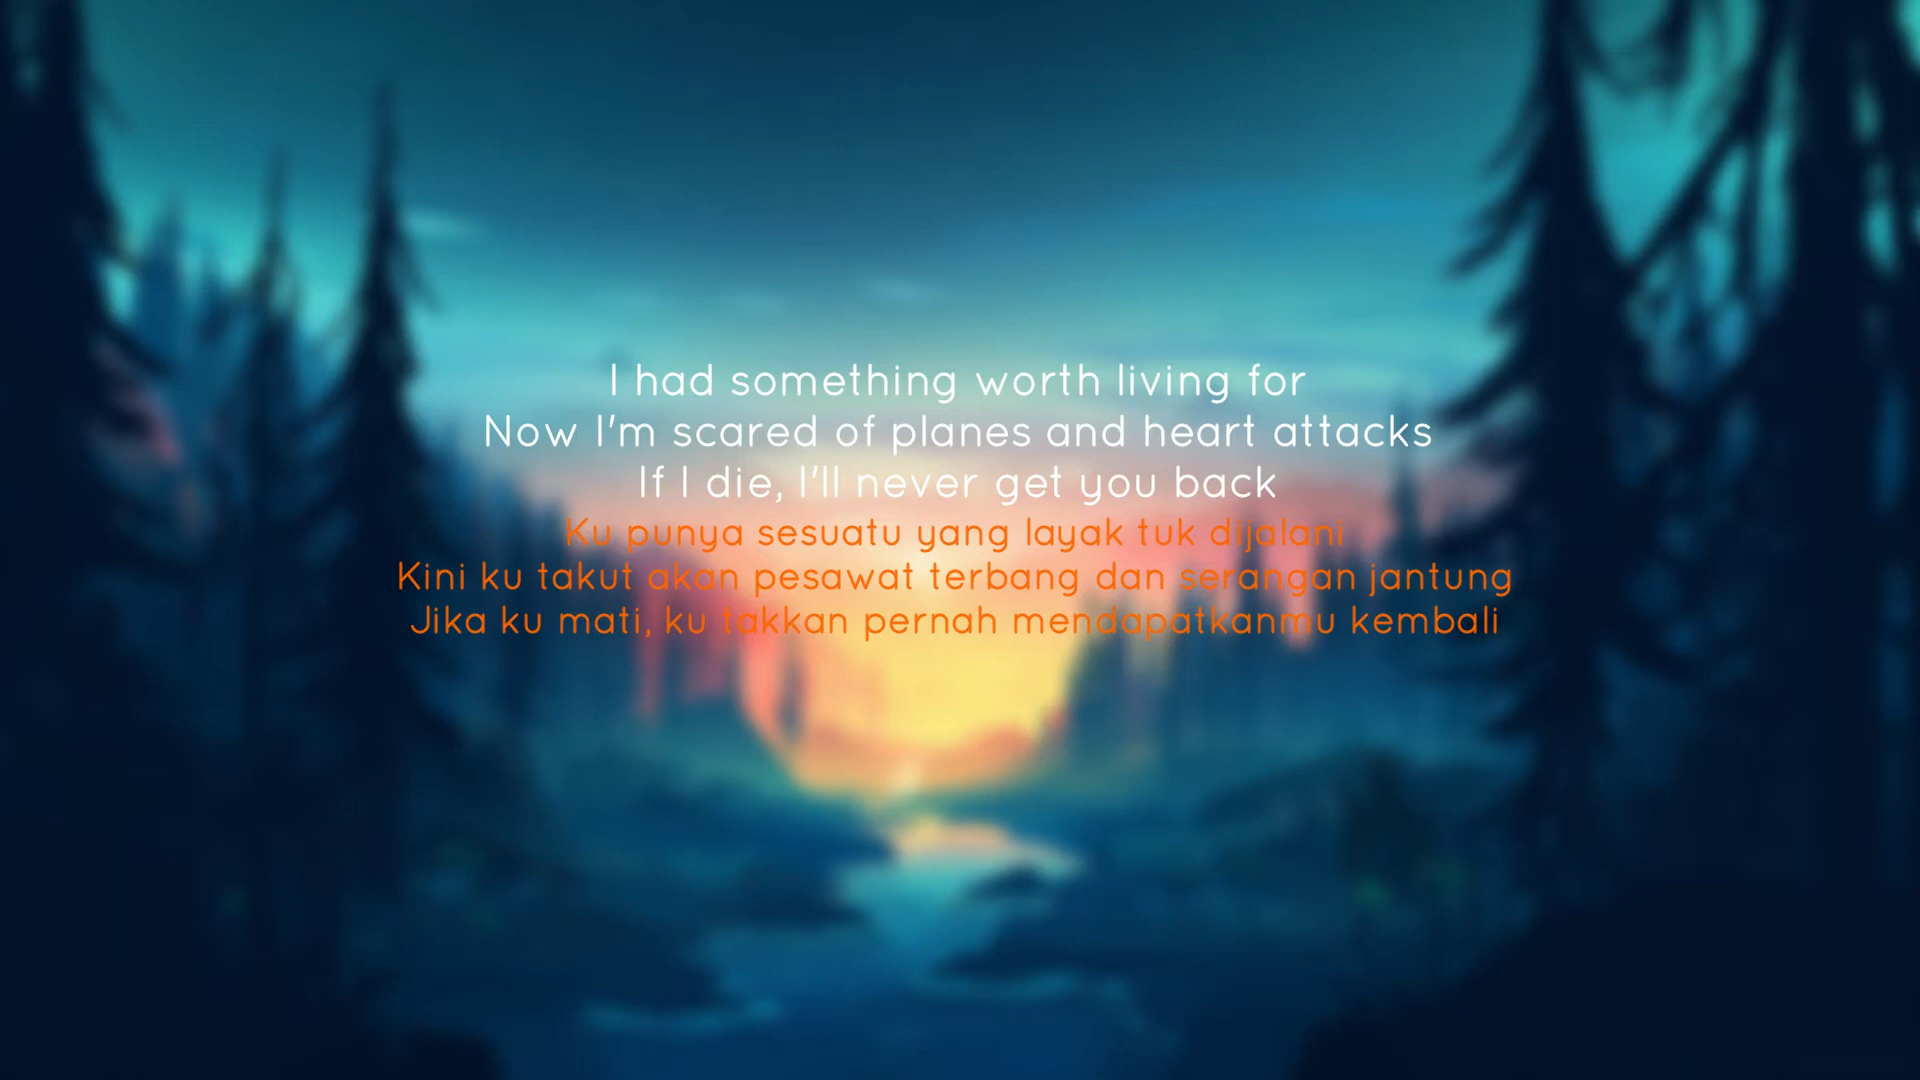 I had something worth living for
Now I'm scared of planes and heart attacks
If I die, I'll never get you back
Ku punya sesuatu yang layak tuk dijalani
Kini ku takut akan pesawat terbang dan serangan jantung
Jika ku mati, ku takkan pernah mendapatkanmu kembali